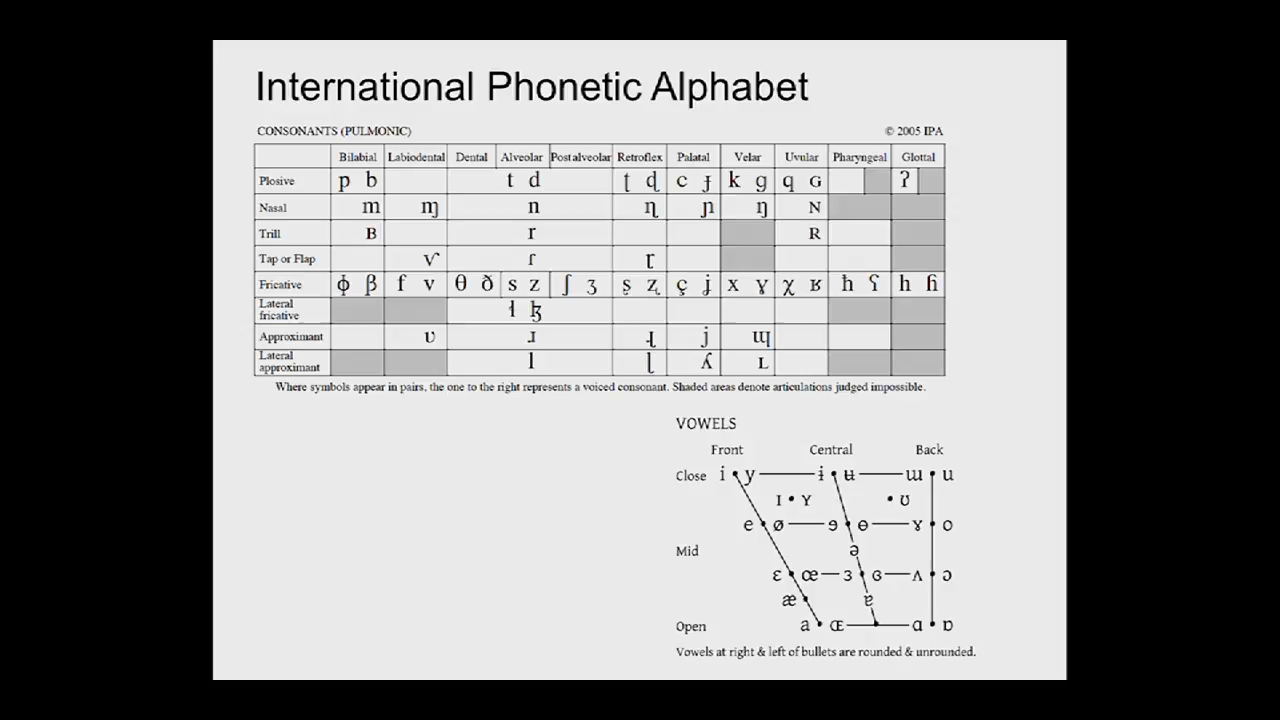 International Phonetic Alphabet
CONSONANTS (PULMONIC) © 2005 IPA
Bilabial Labiodental Dental Alveolar Postalveolar Retroflex Palatal Velar Uvular Pharyngeal Glottal
Plosive p b t d ʈ ɖ c ɟ k ɡ q ɢ ʔ
Nasal m ɱ n ɳ ɲ ŋ ɴ
Trill ʙ r ʀ
Tap or Flap ⱱ ɾ ɽ
Fricative ɸ β f v θ ð s z ʃ ʒ ʂ ʐ ç ʝ x ɣ χ ʁ ħ ʕ h ɦ
Lateral
fricative ɬ ɮ
Approximant ʋ ɹ ɻ j ɰ
Lateral
approximant l ɭ ʎ ʟ
Where symbols appear in pairs, the one to the right represents a voiced consonant. Shaded areas denote articulations judged impossible.
VOWELS
Front Central Back
Close i y ɨ ʉ ɯ u
ɪ ʏ ʊ
e ø ɘ ɵ ɤ o
Mid ə
ɛ œ ɜ ɞ ʌ ɔ
æ ɐ
Open a ɶ ɑ ɒ
Vowels at right & left of bullets are rounded & unrounded.